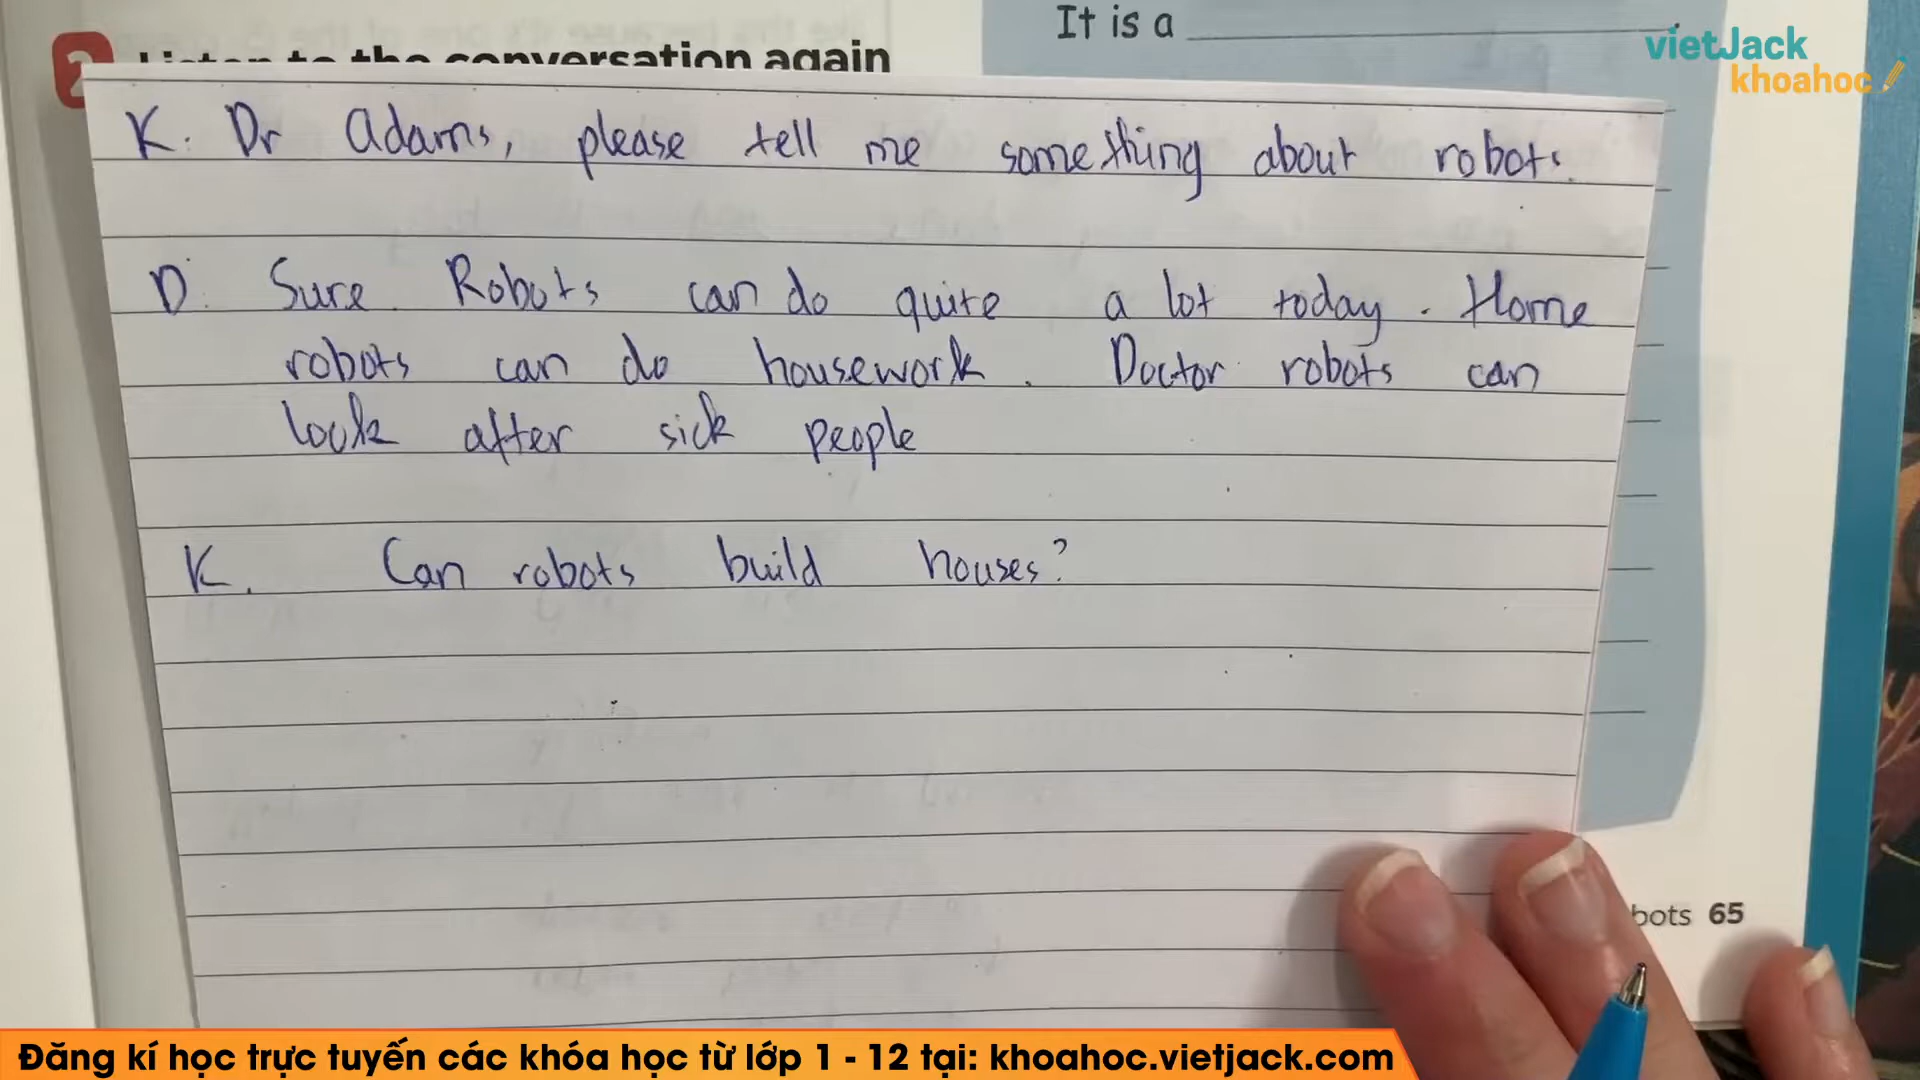 It is a
vietJack
khoahoc
2 Listen to the conversation again
K. Dr Adams, please tell me something about robots.
D. Sure. Robots can do quite a lot today. Home
robots can do housework. Doctor robots can
look after sick people
K. Can robots build houses?
bots 65
Đăng kí học trực tuyến các khóa học từ lớp 1 - 12 tại: khoahoc.vietjack.com